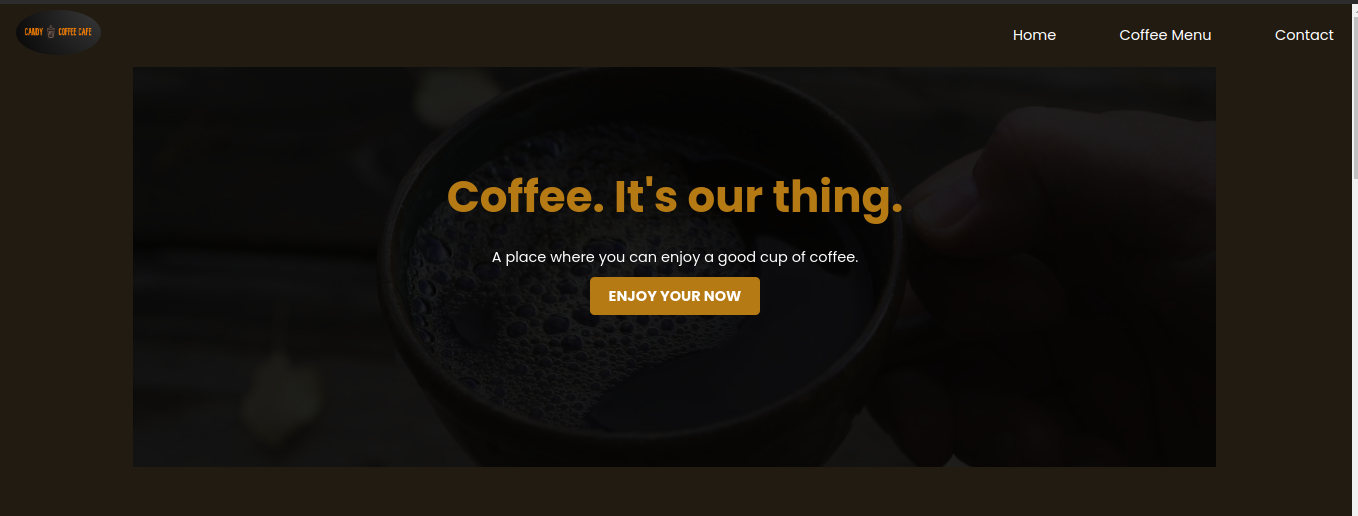 CANDY COFFEE CAFE
Home
Coffee Menu
Contact
Coffee. It's our thing.
A place where you can enjoy a good cup of coffee.
ENJOY YOUR NOW